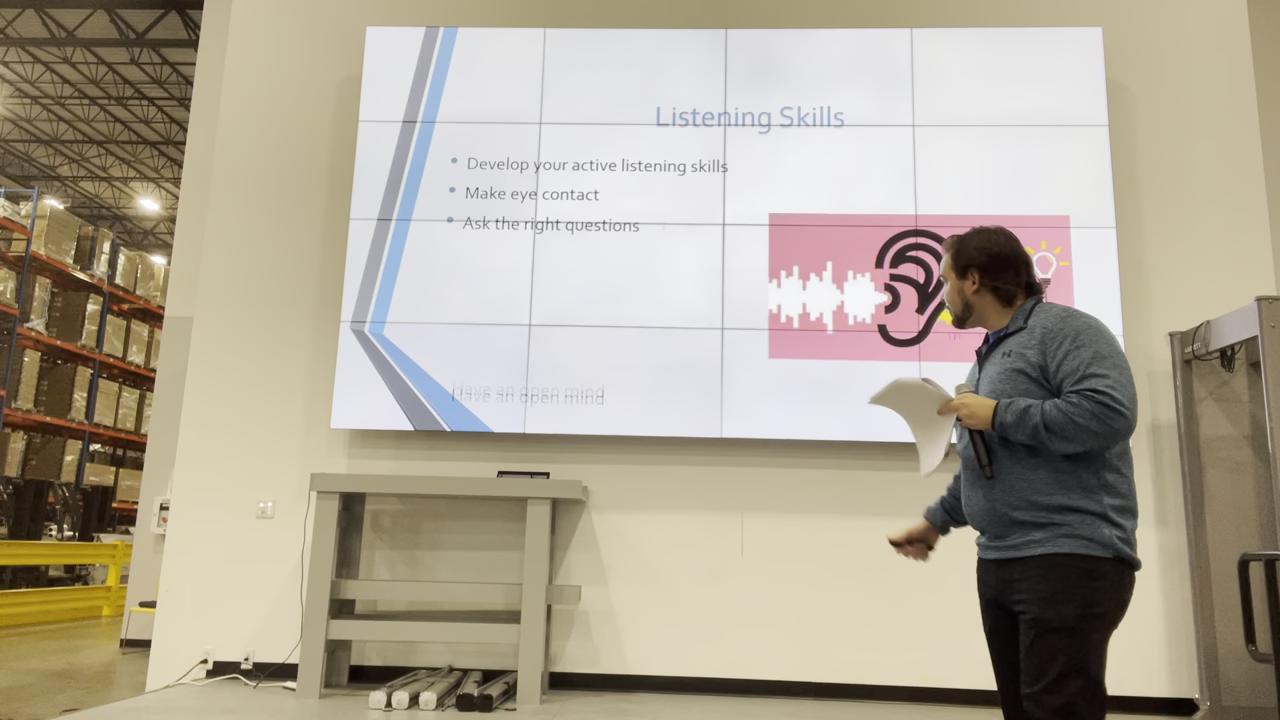 Listening Skills
Develop your active listening skills
Make eye contact
Ask the right questions
Have an open mind